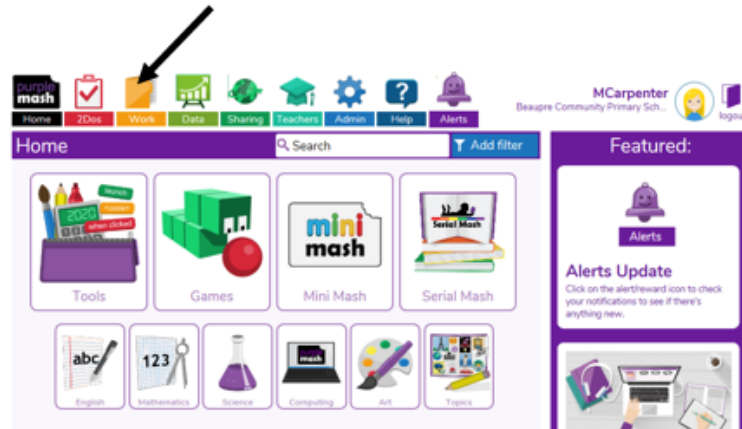 purple
mash
Home
2Dos
Work
Data
Sharing
Teachers
Admin
Help
Alerts
MCarpenter
Beaupre Community Primary Sch...
logout
Home
Search
Add filter
Featured:
launch
2020
when clicked
Tools
Games
mini
mash
Mini Mash
Serial Mash
Serial Mash
Alerts
Alerts Update
Click on the alert/reward icon to check
your notifications to see if there's
anything new.
abc
English
123
Mathematics
Science
mash
Computing
Art
Topics